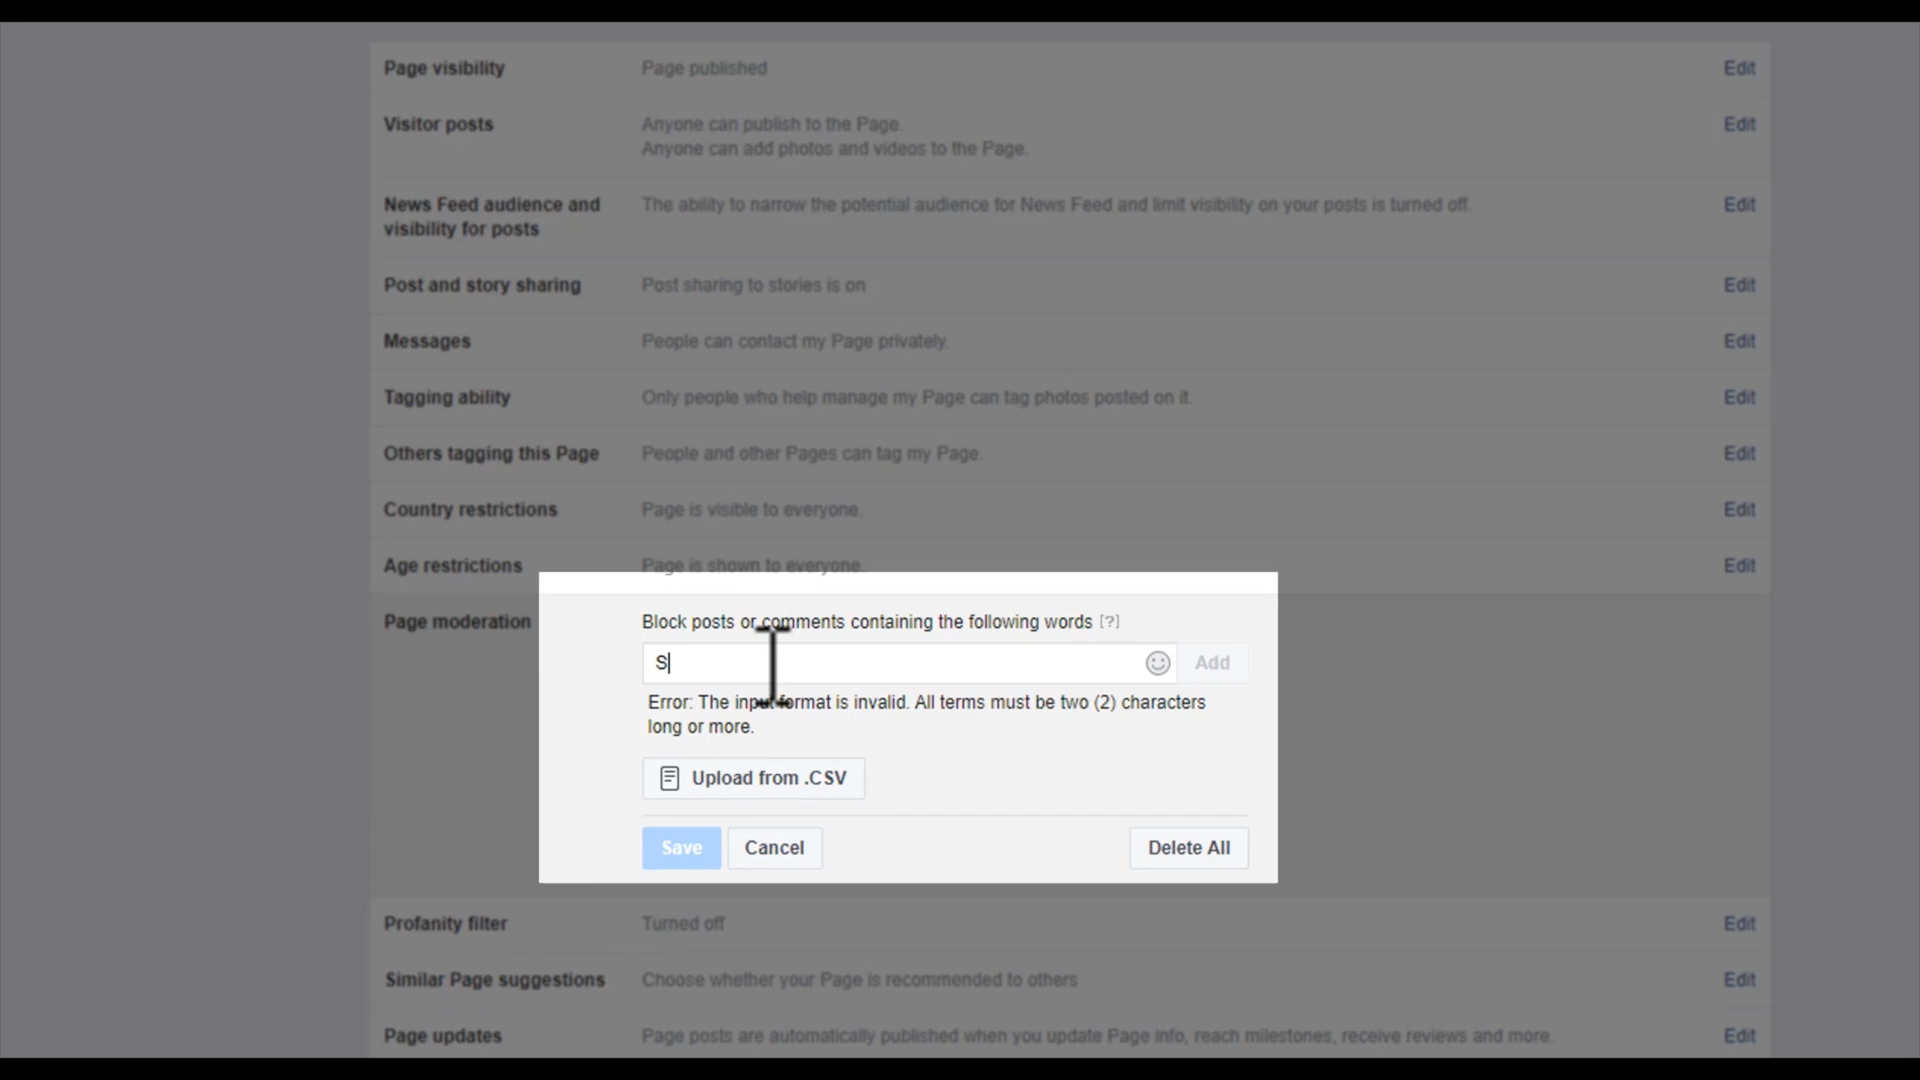 Page visibility Page published Edit
Visitor posts Anyone can publish to the Page. Edit
Anyone can add photos and videos to the Page.
News Feed audience and The ability to narrow the potential audience for News Feed and limit visibility on your posts is turned off. Edit
visibility for posts
Post and story sharing Post sharing to stories is on Edit
Messages People can contact my Page privately. Edit
Tagging ability Only people who help manage my Page can tag photos posted on it. Edit
Others tagging this Page People and other Pages can tag my Page. Edit
Country restrictions Page is visible to everyone. Edit
Age restrictions Page is shown to everyone. Edit
Page moderation Block posts or comments containing the following words [?]
S Add
Error: The input format is invalid. All terms must be two (2) characters
long or more.
Upload from .CSV
Save Cancel Delete All
Profanity filter Turned off Edit
Similar Page suggestions Choose whether your Page is recommended to others Edit
Page updates Page posts are automatically published when you update Page info, reach milestones, receive reviews and more. Edit